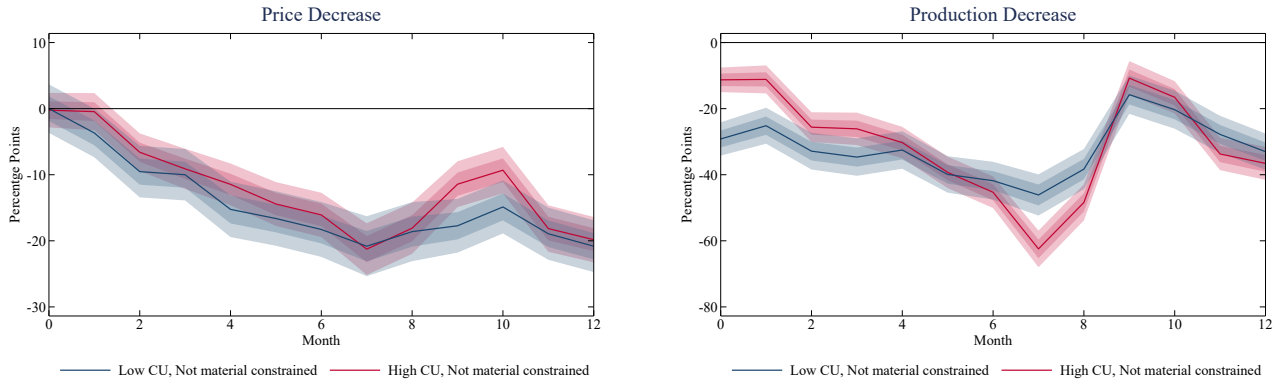 Price Decrease
10
0
-10
-20
-30
Percentge Points
0 2 4 6 8 10 12
Month
Low CU, Not material constrained High CU, Not material constrained
Production Decrease
0
-20
-40
-60
-80
Percentge Points
0 2 4 6 8 10 12
Month
Low CU, Not material constrained High CU, Not material constrained